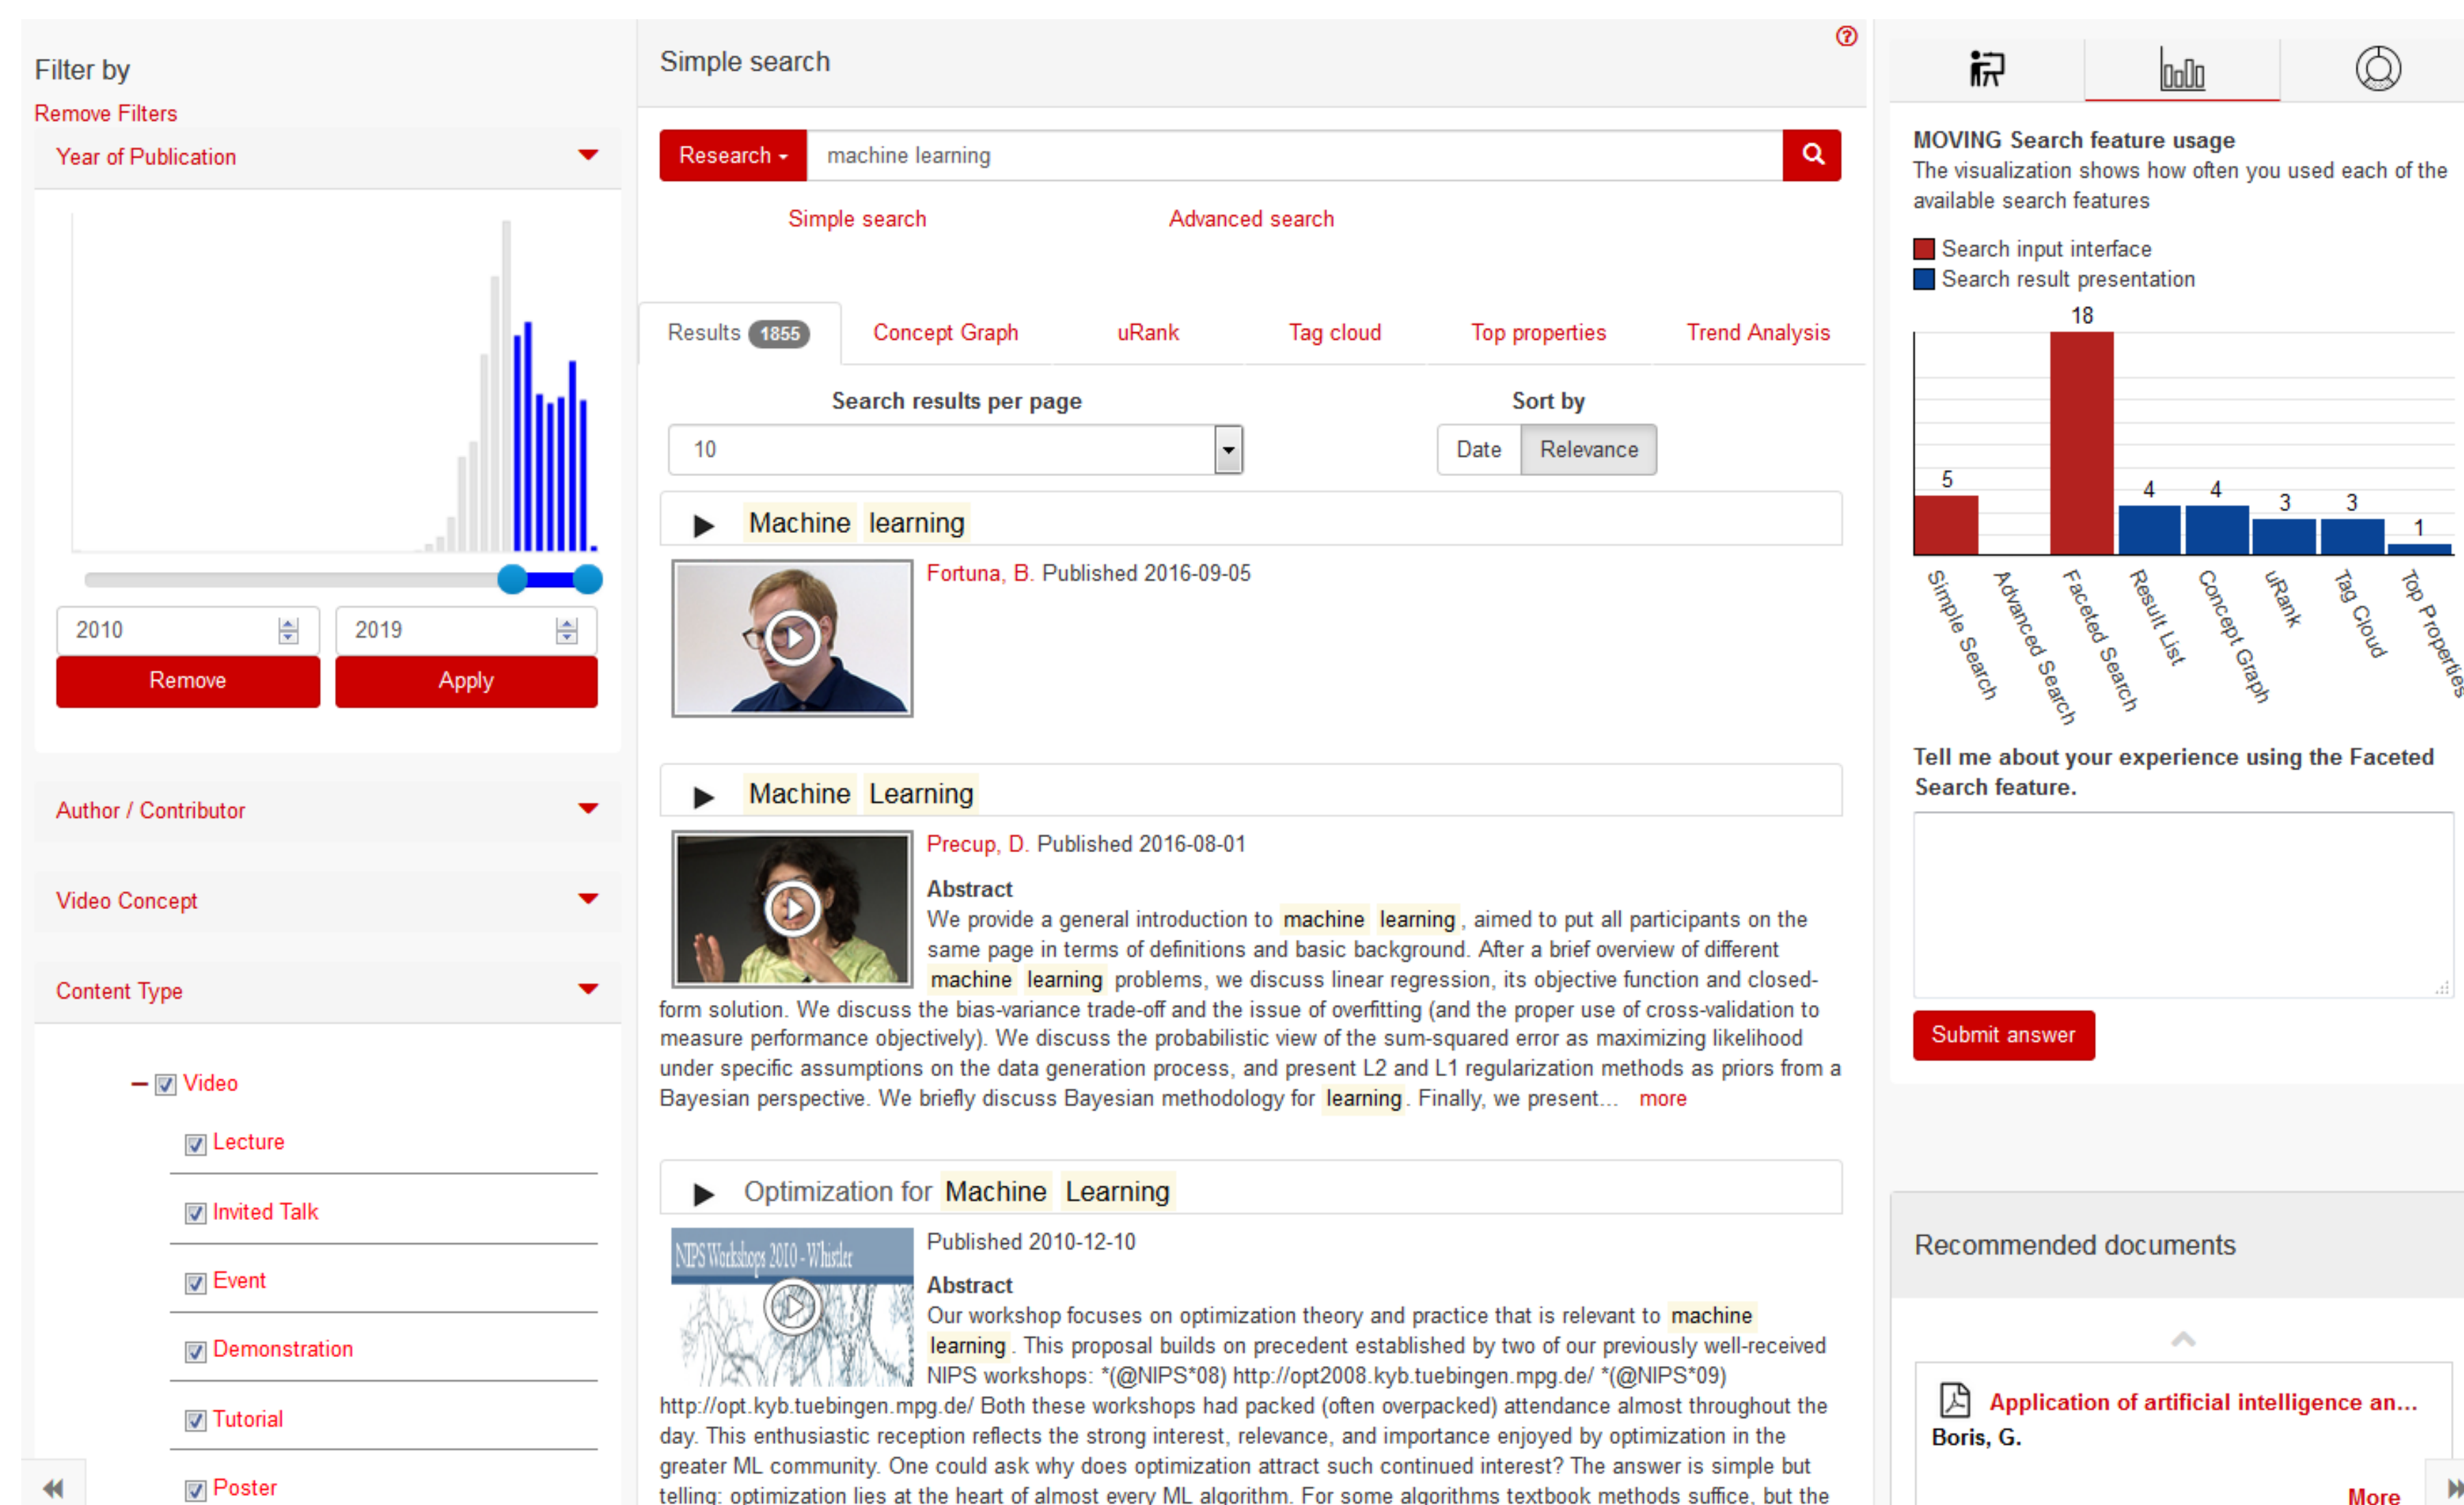 Filter by
Remove Filters
Year of Publication
2010
2019
Remove
Apply
Author / Contributor
Video Concept
Content Type
Video
Lecture
Invited Talk
Event
Demonstration
Tutorial
Poster
Simple search
Research
machine learning
Simple search
Advanced search
Results 1855
Concept Graph
uRank
Tag cloud
Top properties
Trend Analysis
Search results per page
Sort by
10
Date
Relevance
Machine learning
Fortuna, B. Published 2016-09-05
Machine Learning
Precup, D. Published 2016-08-01
Abstract
We provide a general introduction to machine learning, aimed to put all participants on the
same page in terms of definitions and basic background. After a brief overview of different
machine learning problems, we discuss linear regression, its objective function and closed-
form solution. We discuss the bias-variance trade-off and the issue of overfitting (and the proper use of cross-validation to
measure performance objectively). We discuss the probabilistic view of the sum-squared error as maximizing likelihood
under specific assumptions on the data generation process, and present L2 and L1 regularization methods as priors from a
Bayesian perspective. We briefly discuss Bayesian methodology for learning. Finally, we present... more
Optimization for Machine Learning
NIPS Workshops 2010 - Whistler
Published 2010-12-10
Abstract
Our workshop focuses on optimization theory and practice that is relevant to machine
learning. This proposal builds on precedent established by two of our previously well-received
NIPS workshops: *(@NIPS*08) http://opt2008.kyb.tuebingen.mpg.de/ *(@NIPS*09)
http://opt.kyb.tuebingen.mpg.de/ Both these workshops had packed (often overpacked) attendance almost throughout the
day. This enthusiastic reception reflects the strong interest, relevance, and importance enjoyed by optimization in the
greater ML community. One could ask why does optimization attract such continued interest? The answer is simple but
telling: optimization lies at the heart of almost every ML algorithm. For some algorithms textbook methods suffice, but the
MOVING Search feature usage
The visualization shows how often you used each of the
available search features
Search input interface
Search result presentation
18
5
4
4
3
3
1
Simple Search
Advanced Search
Faceted Search
Result List
Concept Graph
uRank
Tag Cloud
Top Properties
Tell me about your experience using the Faceted
Search feature.
Submit answer
Recommended documents
Application of artificial intelligence an...
Boris, G.
More